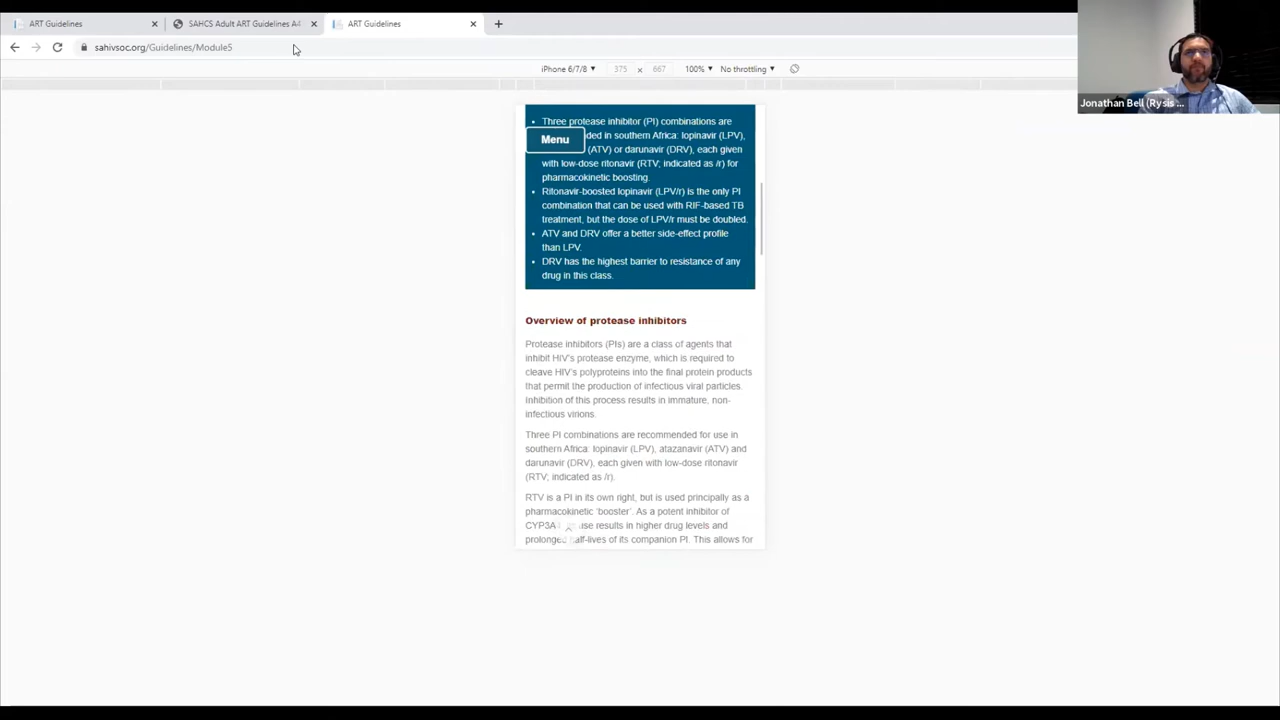 ART Guidelines
SAHCS Adult ART Guidelines A4
ART Guidelines
sahivsoc.org/Guidelines/Module5
iPhone 6/7/8 375 x 667 100% No throttling
Jonathan Bell (Rysis ...
• Three protease inhibitor (PI) combinations are
ded in southern Africa: lopinavir (LPV),
Menu
(ATV) or darunavir (DRV), each given
with low-dose ritonavir (RTV; indicated as /r) for
pharmacokinetic boosting.
• Ritonavir-boosted lopinavir (LPV/r) is the only PI
combination that can be used with RIF-based TB
treatment, but the dose of LPV/r must be doubled.
• ATV and DRV offer a better side-effect profile
than LPV.
• DRV has the highest barrier to resistance of any
drug in this class.
Overview of protease inhibitors
Protease inhibitors (PIs) are a class of agents that
inhibit HIV's protease enzyme, which is required to
cleave HIV's polyproteins into the final protein products
that permit the production of infectious viral particles.
Inhibition of this process results in immature, non-
infectious virions.
Three PI combinations are recommended for use in
southern Africa: lopinavir (LPV), atazanavir (ATV) and
darunavir (DRV), each given with low-dose ritonavir
(RTV; indicated as /r).
RTV is a PI in its own right, but is used principally as a
pharmacokinetic 'booster'. As a potent inhibitor of
CYP3A use results in higher drug levels and
prolonged half-lives of its companion PI. This allows for